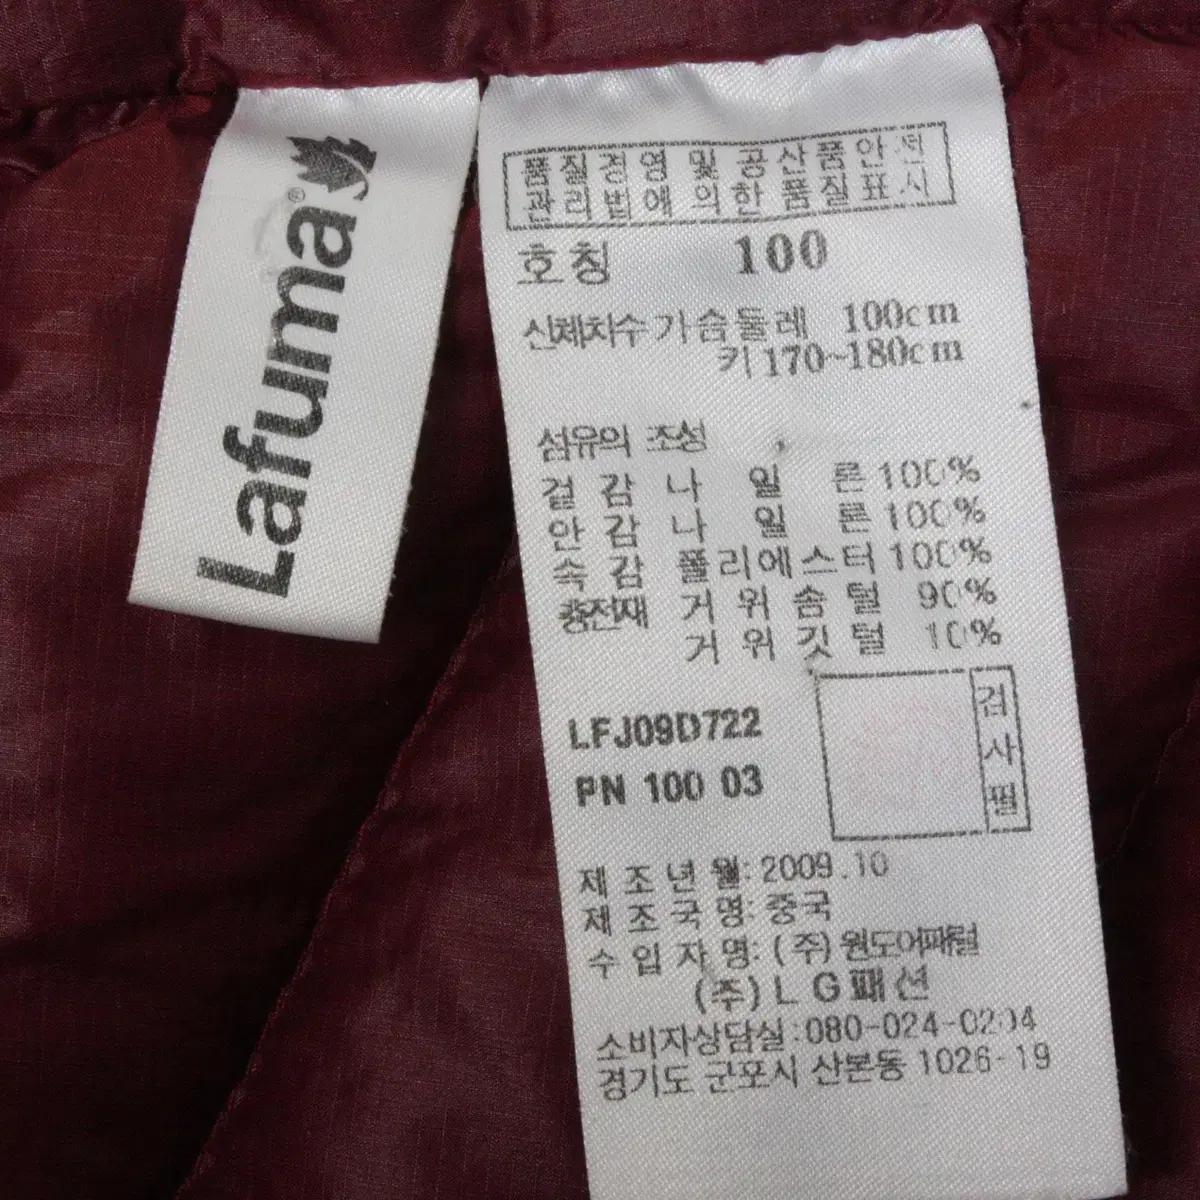 Lafuma®
품질경영 및 공산품안전
관리법에 의한 품질표시
호칭 100
신체치수 가슴둘레 100cm
키 170~180cm
섬유의 조성
겉감 나일론 100%
안감 나일론 100%
속감 폴리에스터 100%
충전재 거위솜털 90%
거위깃털 10%
LFJ09D722
PN 100 03
검사필
제조년월: 2009.10
제조국명: 중국
수입자명: (주)원도어패럴
(주)LG패션
소비자상담실:080-024-0204
경기도 군포시 산본동 1026-19